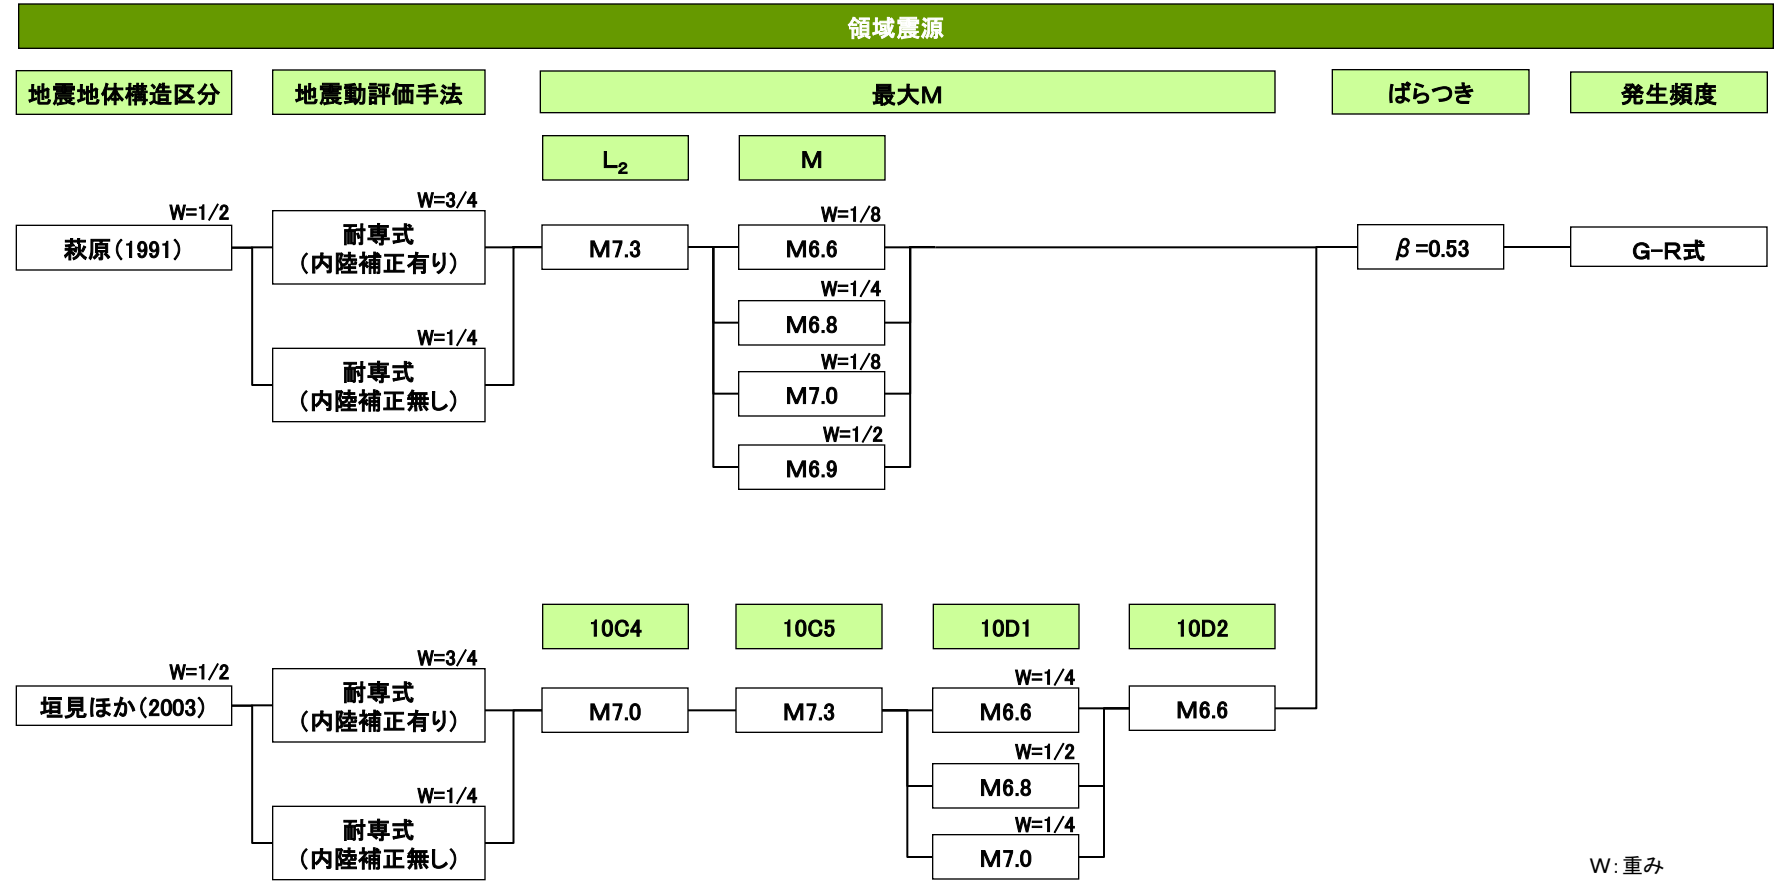 領域震源
地震地体構造区分
地震動評価手法
最大M
ばらつき
発生頻度
L₂
M
W=1/2
萩原(1991)
W=3/4
耐専式
(内陸補正有り)
W=1/4
耐専式
(内陸補正無し)
M7.3
W=1/8
M6.6
W=1/4
M6.8
W=1/8
M7.0
W=1/2
M6.9
β=0.53
G-R式
10C4
10C5
10D1
10D2
W=1/2
垣見ほか(2003)
W=3/4
耐専式
(内陸補正有り)
W=1/4
耐専式
(内陸補正無し)
M7.0
M7.3
W=1/4
M6.6
W=1/2
M6.8
W=1/4
M7.0
M6.6
W:重み